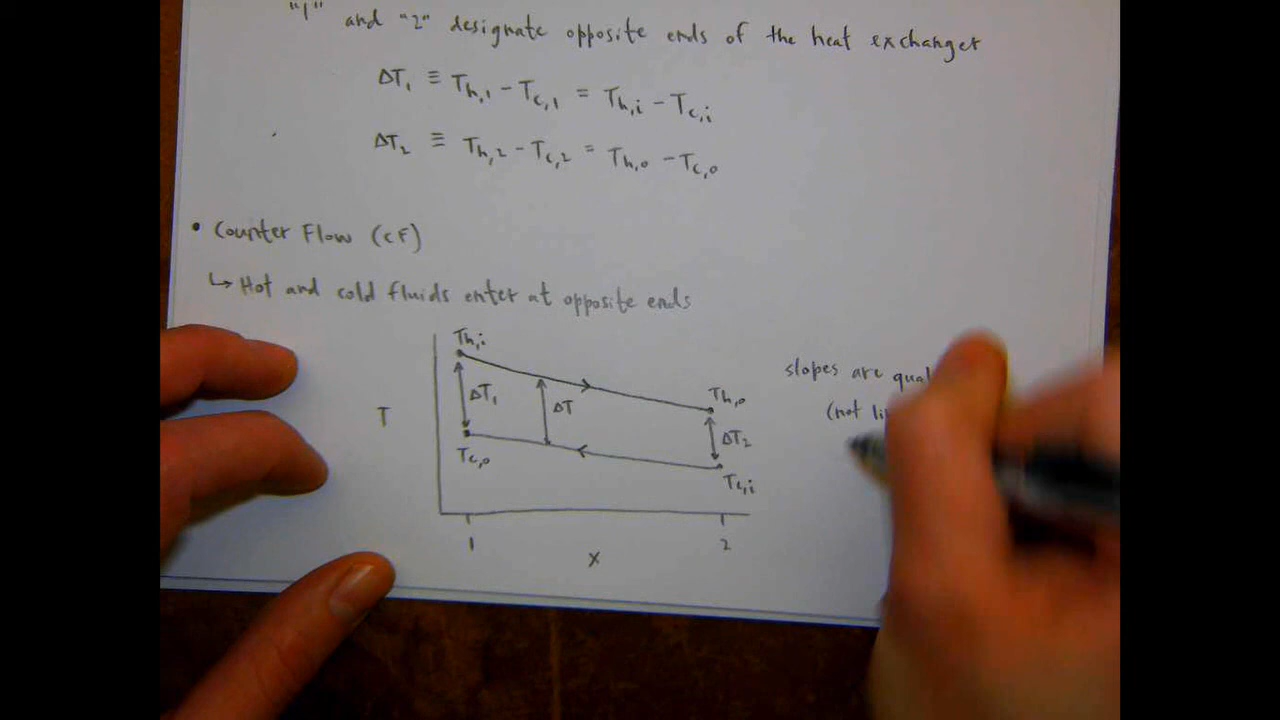 "1" and "2" designate opposite ends of the heat exchanger
ΔT₁ ≡ Th,1 - Tc,1 = Th,i - Tc,i
ΔT₂ ≡ Th,2 - Tc,2 = Th,o - Tc,o
• Counter Flow (CF)
↳ Hot and cold fluids enter at opposite ends
Th,i
slopes are
Th,o
ΔT₁
ΔT
(not
T
ΔT₂
Tc,o
Tc,i
1
2
x